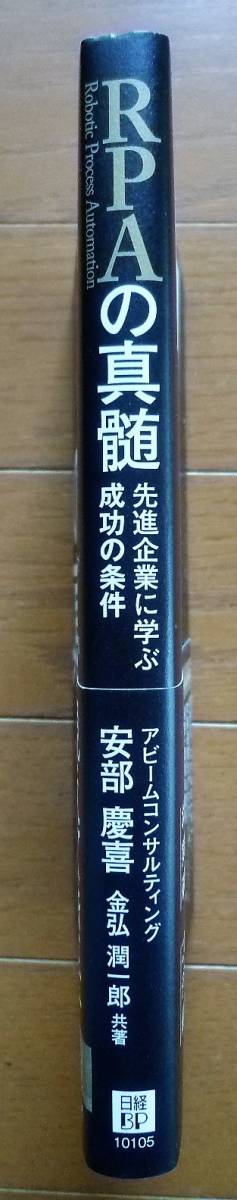 RPAの真髄
Robotic Process Automation
先進企業に学ぶ
成功の条件
アビームコンサルティング
安部 慶喜 金弘 潤一郎 共著
日経
BP
10105